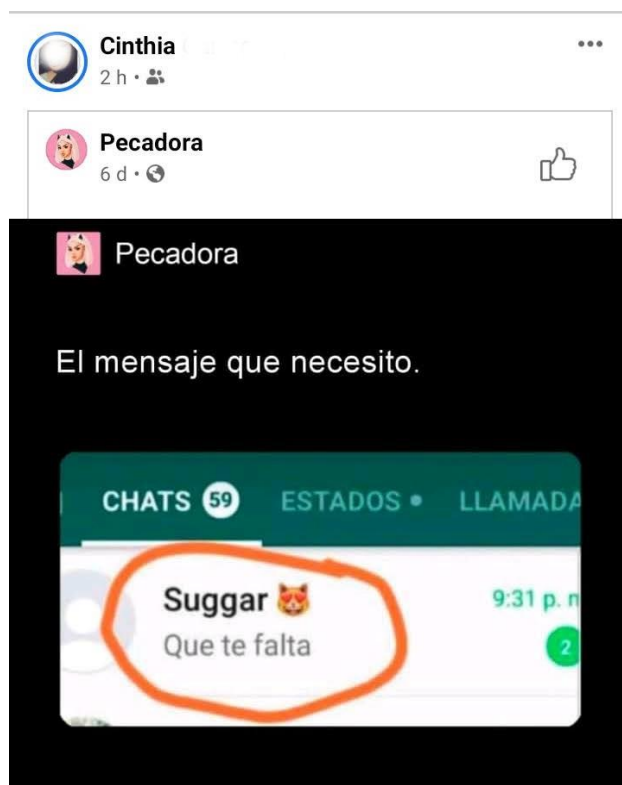 Cinthia
2 h
Pecadora
6 d
Pecadora
El mensaje que necesito.
CHATS 59 ESTADOS LLAMADA
Suggar 😻 9:31 p.
Que te falta 2